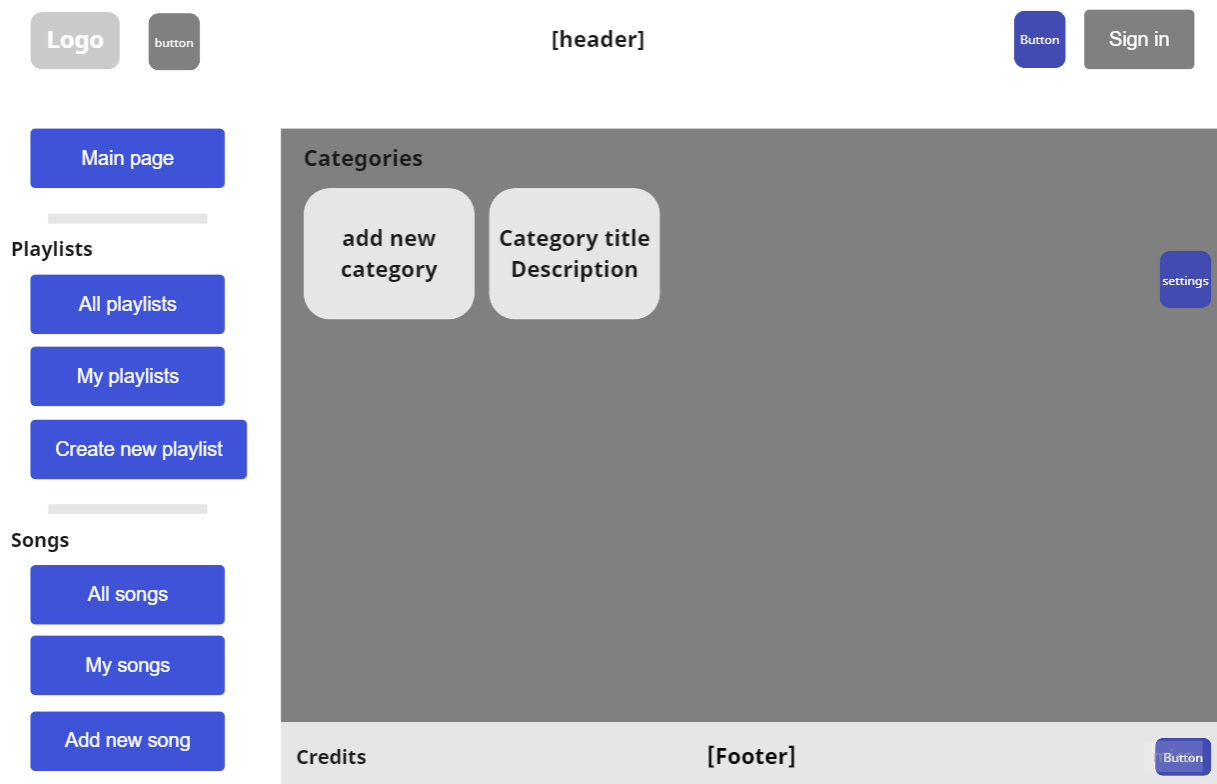 Logo
button
[header]
Button
Sign in
Main page
Playlists
All playlists
My playlists
Create new playlist
Songs
All songs
My songs
Add new song
Categories
add new
category
Category title
Description
settings
Credits
[Footer]
Button